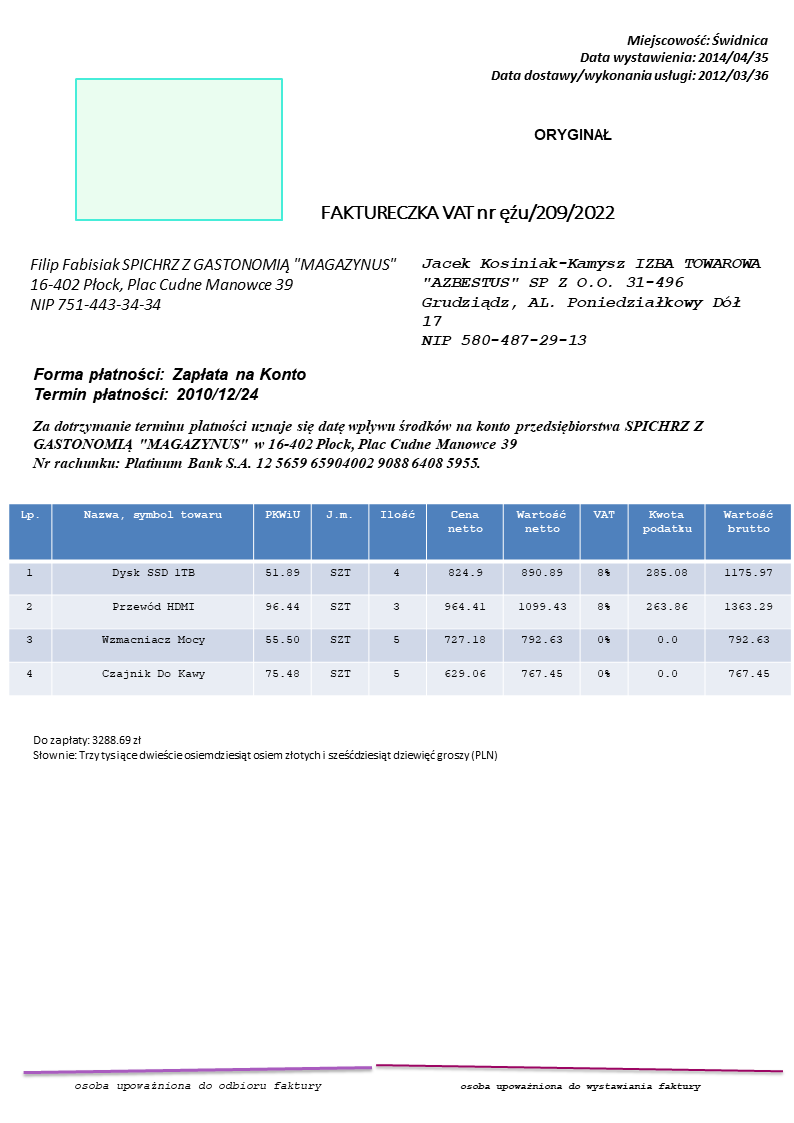 Miejscowość: Świdnica
Data wystawienia: 2014/04/35
Data dostawy/wykonania usługi: 2012/03/36
ORYGINAŁ
FAKTURECZKA VAT nr ęźu/209/2022
Filip Fabisiak SPICHRZ Z GASTONOMIĄ "MAGAZYNUS"
16-402 Płock, Plac Cudne Manowce 39
NIP 751-443-34-34
Jacek Kosiniak-Kamysz IZBA TOWAROWA
"AZBESTUS" SP Z O.O. 31-496
Grudziądz, AL. Poniedziałkowy Dół
17
NIP 580-487-29-13
Forma płatności: Zapłata na Konto
Termin płatności: 2010/12/24
Za dotrzymanie terminu płatności uznaje się datę wpływu środków na konto przedsiębiorstwa SPICHRZ Z
GASTONOMIĄ "MAGAZYNUS" w 16-402 Płock, Plac Cudne Manowce 39
Nr rachunku: Platinum Bank S.A. 12 5659 65904002 9088 6408 5955.
Lp. Nazwa, symbol towaru PKWiU J.m. Ilość Cena netto Wartość netto VAT Kwota podatku Wartość brutto
1 Dysk SSD 1TB 51.89 SZT 4 824.9 890.89 8% 285.08 1175.97
2 Przewód HDMI 96.44 SZT 3 964.41 1099.43 8% 263.86 1363.29
3 Wzmacniacz Mocy 55.50 SZT 5 727.18 792.63 0% 0.0 792.63
4 Czajnik Do Kawy 75.48 SZT 5 629.06 767.45 0% 0.0 767.45
Do zapłaty: 3288.69 zł
Słownie: Trzy tysiące dwieście osiemdziesiąt osiem złotych i sześćdziesiąt dziewięć groszy (PLN)
osoba upoważniona do odbioru faktury
osoba upoważniona do wystawiania faktury